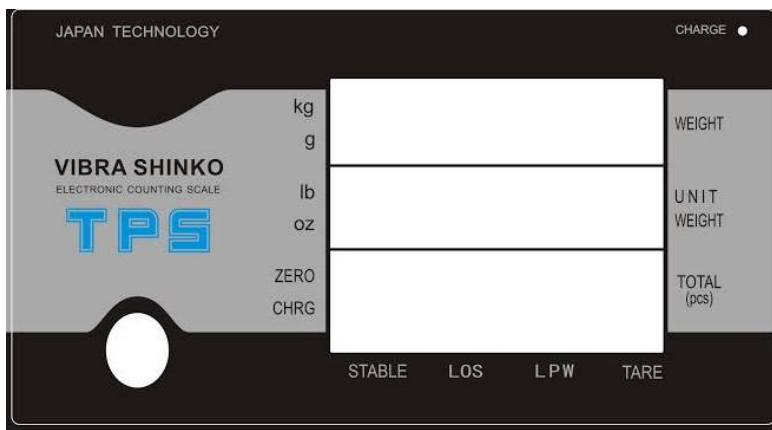 JAPAN TECHNOLOGY
CHARGE
kg
g
WEIGHT
VIBRA SHINKO
ELECTRONIC COUNTING SCALE
TPS
lb
oz
UNIT
WEIGHT
ZERO
CHRG
TOTAL
(pcs)
STABLE LOS LPW TARE